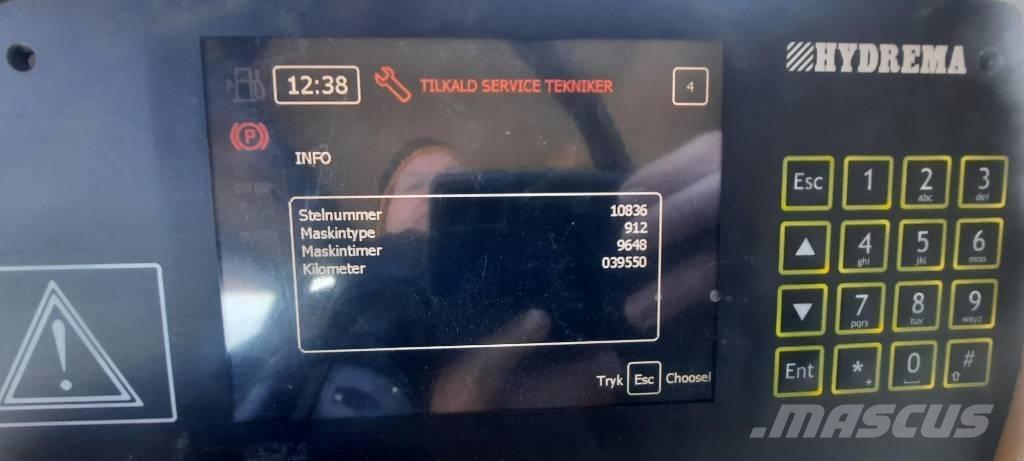 HYDREMA
12:38 TILKALD SERVICE TEKNIKER 4
P
INFO
Stelnummer 10836
Maskintype 912
Maskintimer 9648
Kilometer 039550
Tryk Esc Choosel
Esc 1 2 abc 3 def
4 ghi 5 jkl 6 mno
7 pqrs 8 tuv 9 wxyz
Ent * + 0 #
MASCUS